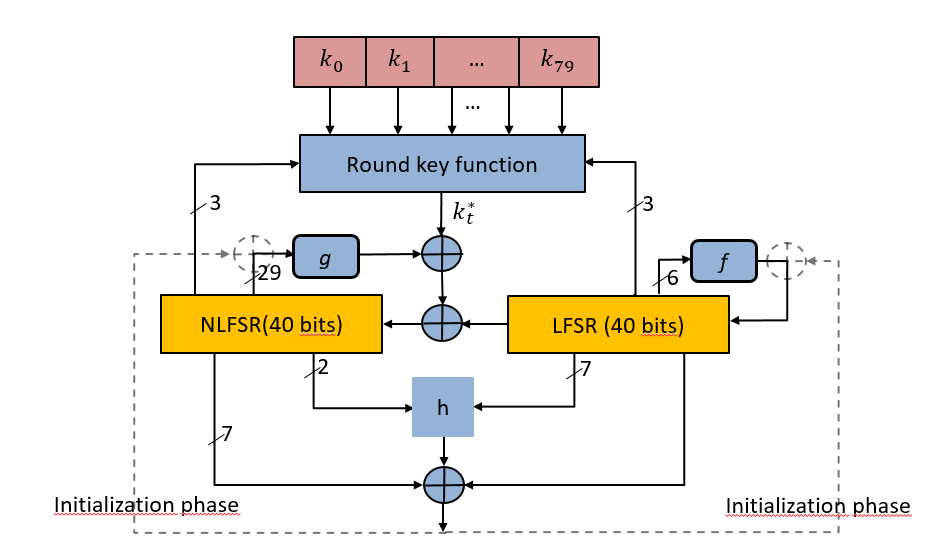 k0 k1 ... k79
...
Round key function
k*t
3
3
g
f
29
6
NLFSR(40 bits)
LFSR (40 bits)
2
7
h
7
Initialization phase
Initialization phase